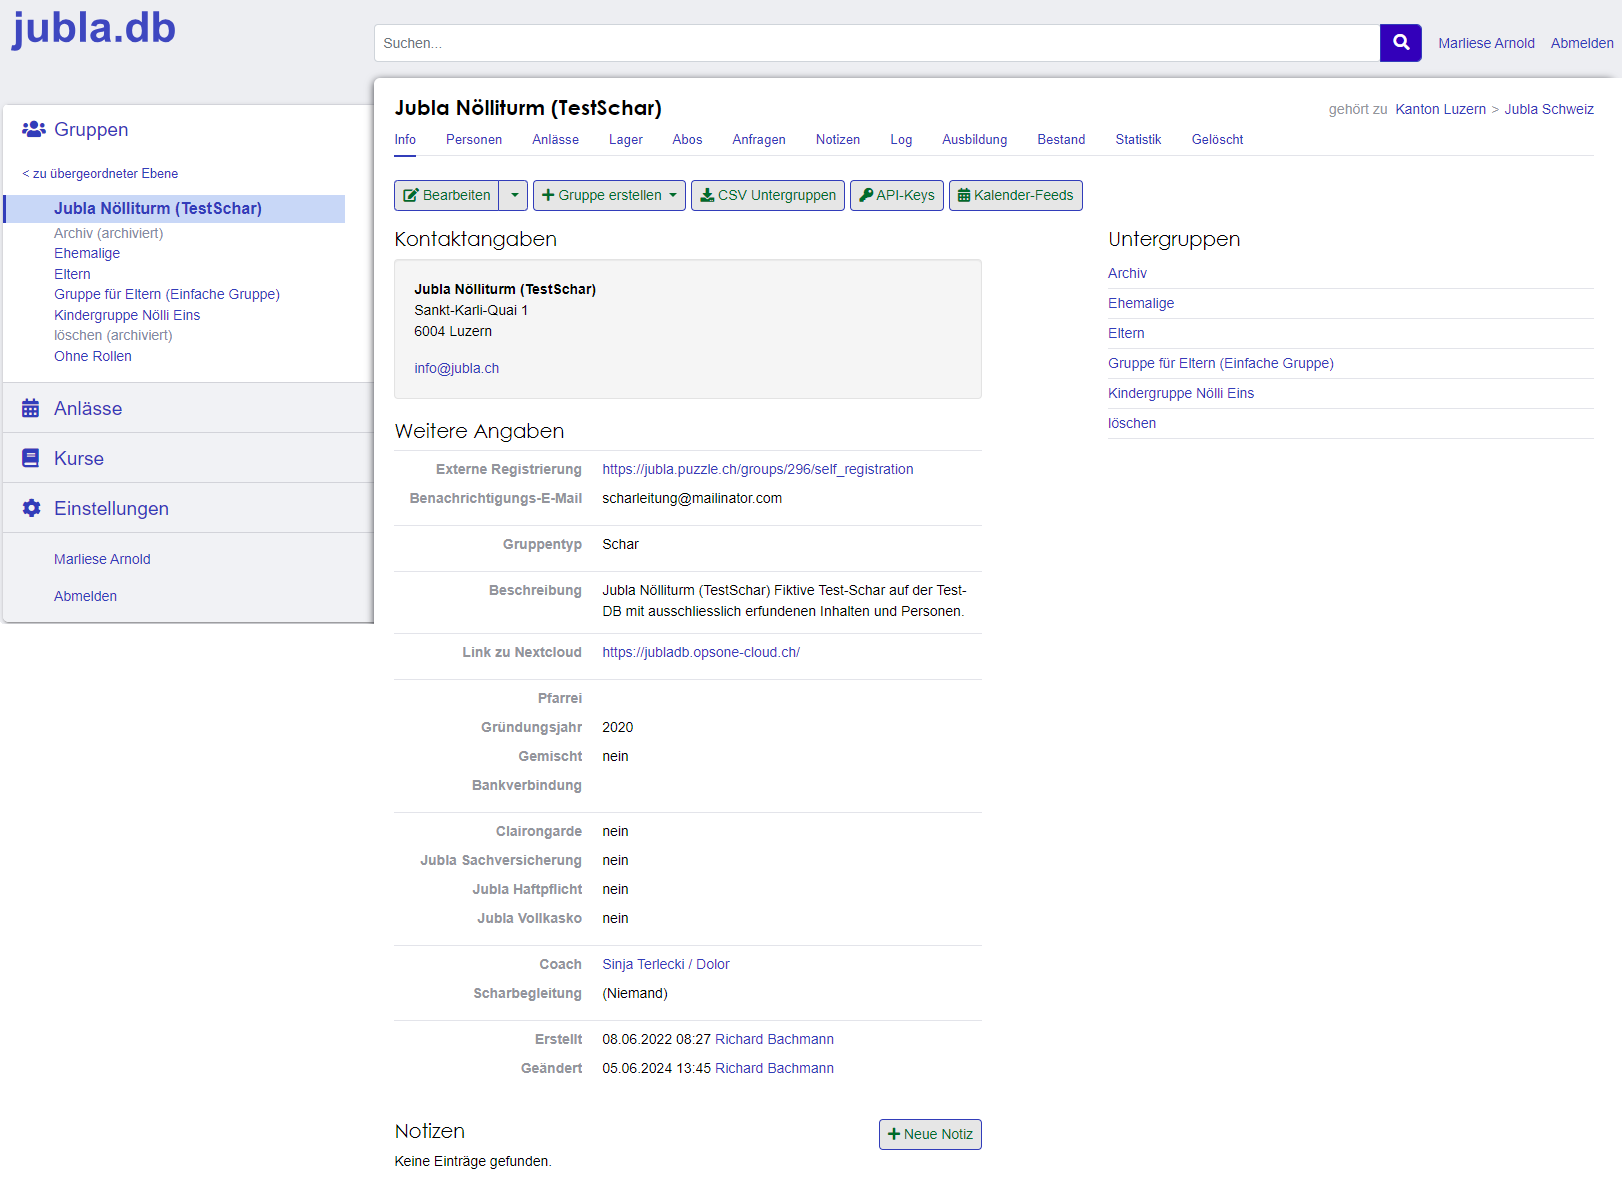 jubla.db
Suchen...
Marliese Arnold
Abmelden
Gruppen
< zu übergeordneter Ebene
Jubla Nölliturm (TestSchar)
Archiv (archiviert)
Ehemalige
Eltern
Gruppe für Eltern (Einfache Gruppe)
Kindergruppe Nölli Eins
löschen (archiviert)
Ohne Rollen
Anlässe
Kurse
Einstellungen
Marliese Arnold
Abmelden
Jubla Nölliturm (TestSchar)
gehört zu Kanton Luzern > Jubla Schweiz
Info Personen Anlässe Lager Abos Anfragen Notizen Log Ausbildung Bestand Statistik Gelöscht
Bearbeiten Gruppe erstellen CSV Untergruppen API-Keys Kalender-Feeds
Kontaktangaben
Jubla Nölliturm (TestSchar)
Sankt-Karli-Quai 1
6004 Luzern
info@jubla.ch
Weitere Angaben
Externe Registrierung https://jubla.puzzle.ch/groups/296/self_registration
Benachrichtigungs-E-Mail scharleitung@mailinator.com
Gruppentyp Schar
Beschreibung Jubla Nölliturm (TestSchar) Fiktive Test-Schar auf der Test-
DB mit ausschliesslich erfundenen Inhalten und Personen.
Link zu Nextcloud https://jubladb.opsone-cloud.ch/
Pfarrei
Gründungsjahr 2020
Gemischt nein
Bankverbindung
Clairongarde nein
Jubla Sachversicherung nein
Jubla Haftpflicht nein
Jubla Vollkasko nein
Coach Sinja Terlecki / Dolor
Scharbegleitung (Niemand)
Erstellt 08.06.2022 08:27 Richard Bachmann
Geändert 05.06.2024 13:45 Richard Bachmann
Notizen
Neue Notiz
Keine Einträge gefunden.
Untergruppen
Archiv
Ehemalige
Eltern
Gruppe für Eltern (Einfache Gruppe)
Kindergruppe Nölli Eins
löschen